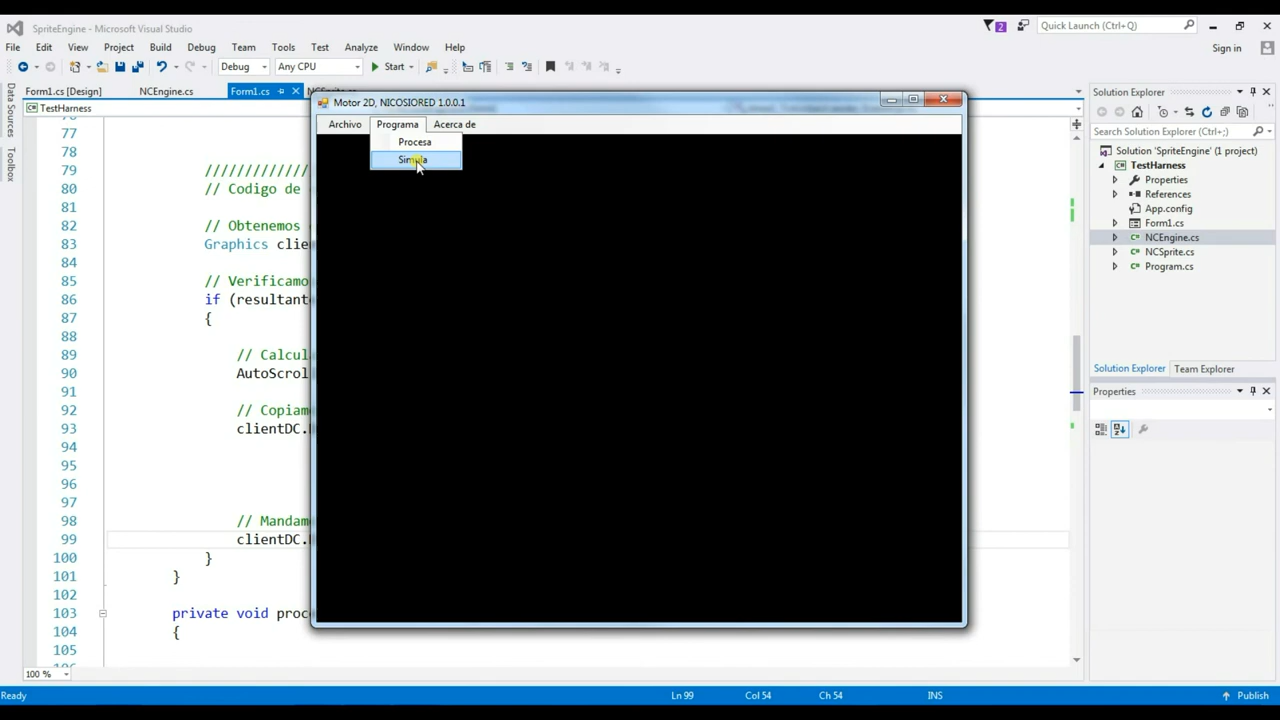 SpriteEngine - Microsoft Visual Studio
2
Quick Launch (Ctrl+Q)
File Edit View Project Build Debug Team Tools Test Analyze Window Help
Sign in
Debug Any CPU Start
Form1.cs [Design] NCEngine.cs Form1.cs
TestHarness
Data Sources
Toolbox
77
78
79 /////////////
80 // Codigo de
81
82 // Obtenemos
83 Graphics clie
84
85 // Verificamo
86 if (resultant
87 {
88
89 // Calcul
90 AutoScrol
91
92 // Copiam
93 clientDC.
94
95
96
97
98 // Mandam
99 clientDC.
100 }
101 }
102
103 private void proc
104 {
105
100 %
Motor 2D, NICOSIORED 1.0.0.1
Archivo Programa Acerca de
Procesa
Simula
Solution Explorer
Search Solution Explorer (Ctrl+;)
Solution 'SpriteEngine' (1 project)
TestHarness
Properties
References
App.config
Form1.cs
NCEngine.cs
NCSprite.cs
Program.cs
Solution Explorer Team Explorer
Properties
Ready Ln 99 Col 54 Ch 54 INS Publish